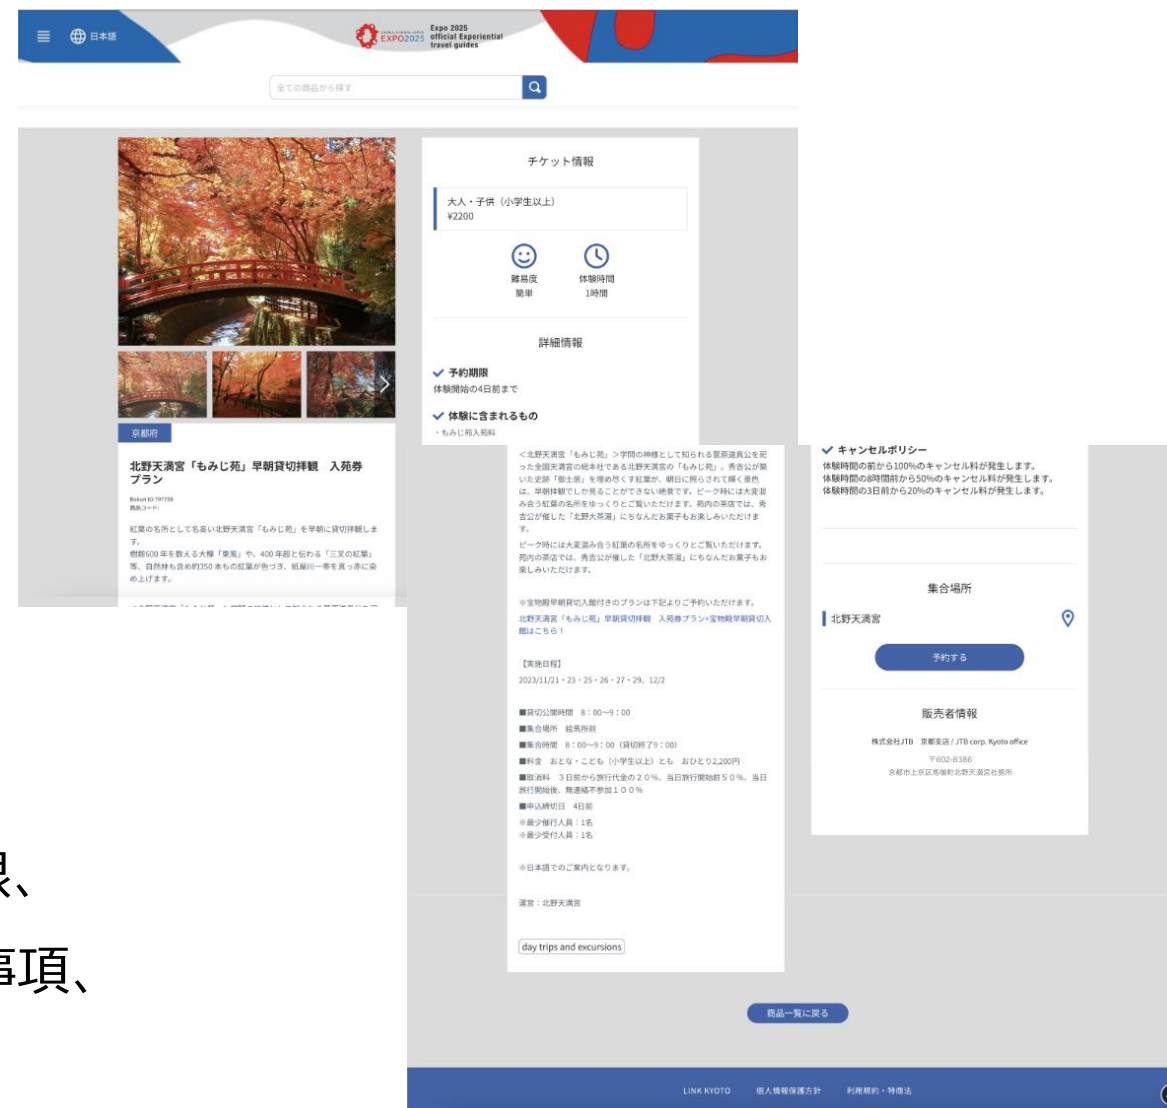 日本語
EXPO2025
Expo 2025
official Experiential
travel guides
全ての商品から探す
京都府
北野天満宮「もみじ苑」早朝貸切拝観　入苑券
プラン
Bokun ID:797739
商品コード:
紅葉の名所として名高い北野天満宮「もみじ苑」を早朝に貸切拝観しま
す。
樹齢600 年を数える大欅「東風」や、400 年超と伝わる「三叉の紅葉」
等、自然林も含め約350 本もの紅葉が色づき、紙屋川一帯を真っ赤に染
め上げます。
チケット情報
大人・子供（小学生以上）
¥2200
難易度
簡単
体験時間
1時間
詳細情報
予約期限
体験開始の4日前まで
体験に含まれるもの
・もみじ苑入苑料
＜北野天満宮「もみじ苑」＞学問の神様として知られる菅原道真公を祀
った全国天満宮の総本社である北野天満宮の「もみじ苑」。秀吉公が築
いた史跡「御土居」を埋め尽くす紅葉が、朝日に照らされて輝く景色
は、早朝拝観でしか見ることができない絶景です。ピーク時には大変混
み合う紅葉の名所をゆっくりとご覧いただけます。苑内の茶店では、秀
吉公が催した「北野大茶湯」にちなんだお菓子もお楽しみいただけま
す。
ピーク時には大変混み合う紅葉の名所をゆっくりとご覧いただけます。
苑内の茶店では、秀吉公が催した「北野大茶湯」にちなんだお菓子もお
楽しみいただけます。
※宝物殿早朝貸切入館付きのプランは下記よりご予約いただけます。
北野天満宮「もみじ苑」早朝貸切拝観　入苑券プラン+宝物殿早朝貸切入
館はこちら！
【実施日程】
2023/11/21・23・25・26・27・29、12/2
■貸切公開時間　8：00～9：00
■集合場所　絵馬所前
■集合時間　8：00～9：00（貸切終了9：00）
■料金　おとな・こども（小学生以上）とも　おひとり2,200円
■取消料　３日前から旅行代金の２０％、当日旅行開始前５０％、当日
旅行開始後、無連絡不参加１００％
■申込締切日　4日前
※最少催行人員：1名
※最少受付人員：1名
※日本語でのご案内となります。
運営：北野天満宮
day trips and excursions
キャンセルポリシー
体験時間の前から100%のキャンセル料が発生します。
体験時間の8時間前から50%のキャンセル料が発生します。
体験時間の3日前から20%のキャンセル料が発生します。
集合場所
北野天満宮
予約する
販売者情報
株式会社JTB　京都支店 / JTB corp. Kyoto office
〒602-8386
京都市上京区馬喰町北野天満宮社務所
、
事項、
商品一覧に戻る
LINK KYOTO
個人情報保護方針
利用規約・特商法